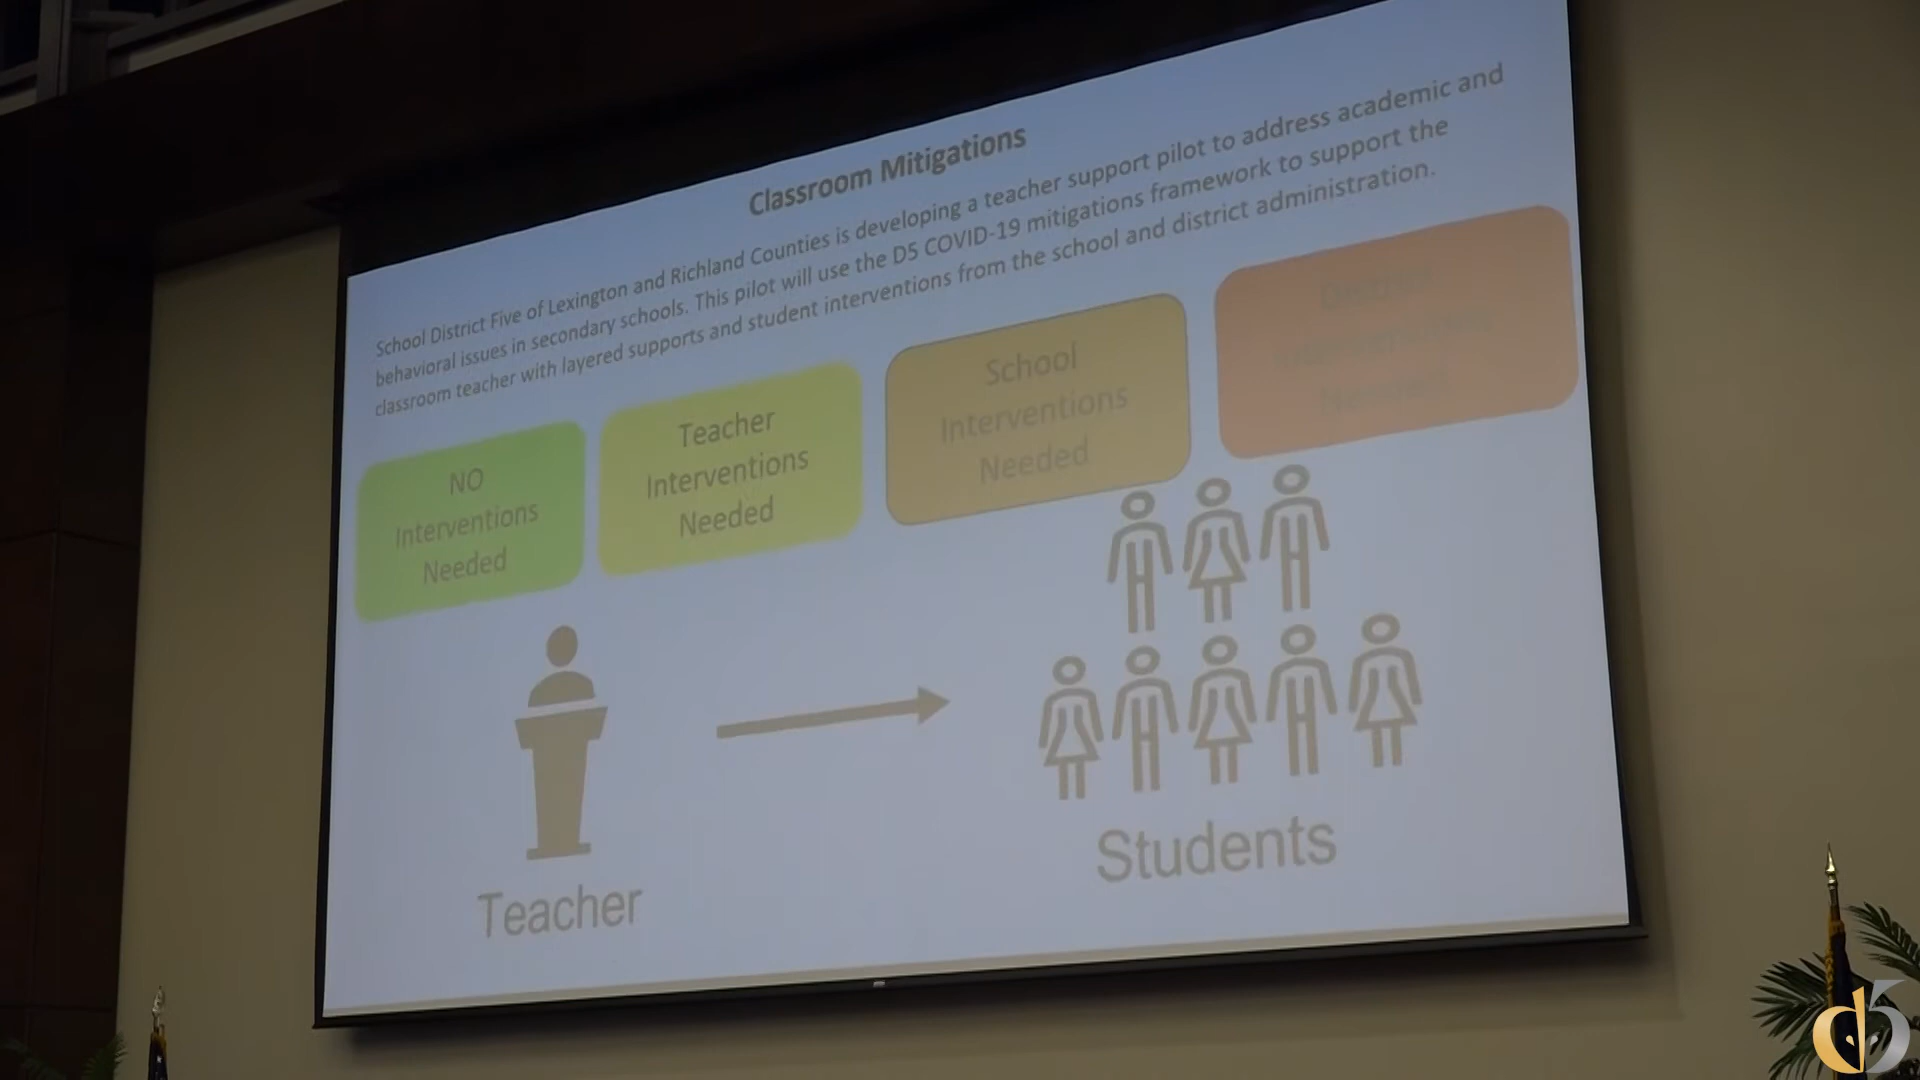 Classroom Mitigations
School District Five of Lexington and Richland Counties is developing a teacher support pilot to address academic and
behavioral issues in secondary schools. This pilot will use the D5 COVID-19 mitigations framework to support the
classroom teacher with layered supports and student interventions from the school and district administration.
NO
Interventions
Needed
Teacher
Interventions
Needed
School
Interventions
Needed
District
Needed
Teacher
Students
d5